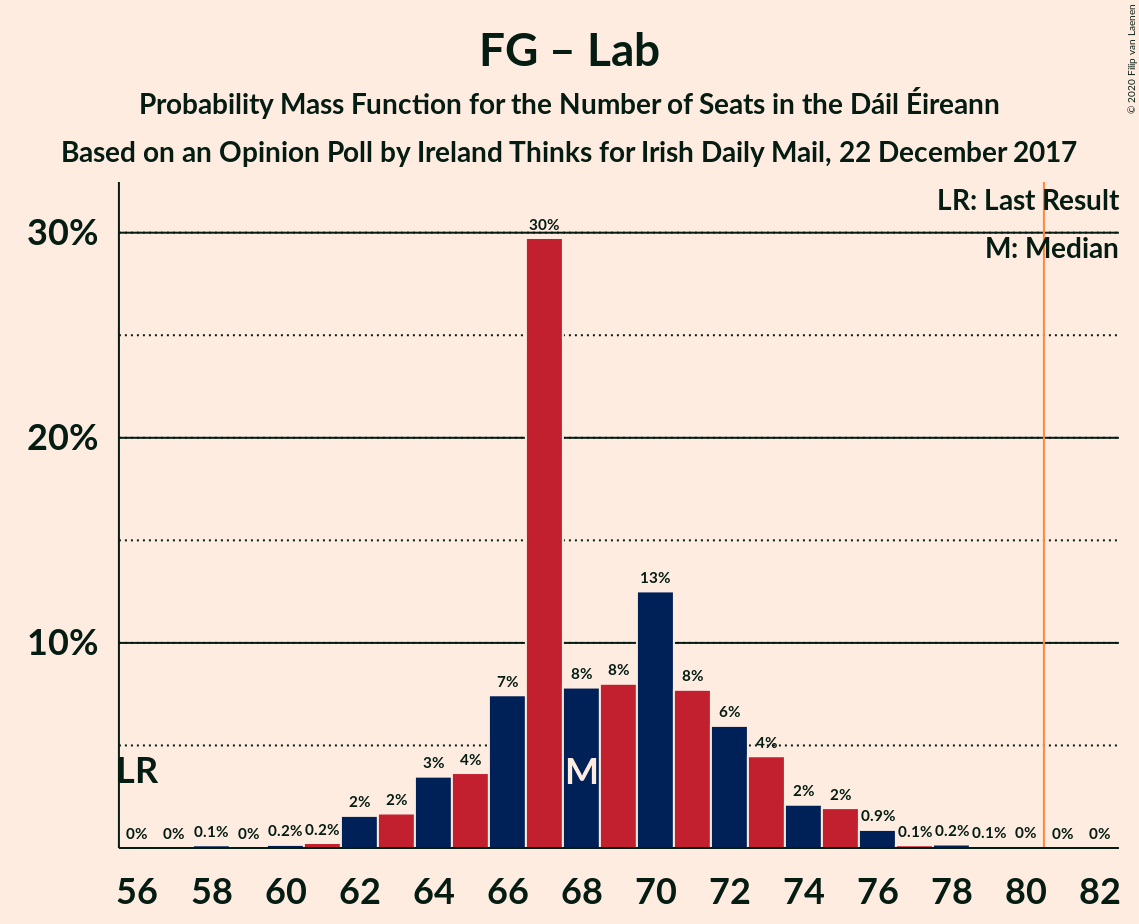 FG – Lab
Probability Mass Function for the Number of Seats in the Dáil Éireann
Based on an Opinion Poll by Ireland Thinks for Irish Daily Mail, 22 December 2017
© 2020 Filip van Laenen
LR: Last Result
M: Median
30%
20%
10%
0% 0% 0.1% 0% 0.2% 0.2% 2% 2% 3% 4% 7% 30% 8% 8% 13% 8% 6% 4% 2% 2% 0.9% 0.1% 0.2% 0.1% 0% 0% 0%
LR
M
56 58 60 62 64 66 68 70 72 74 76 78 80 82